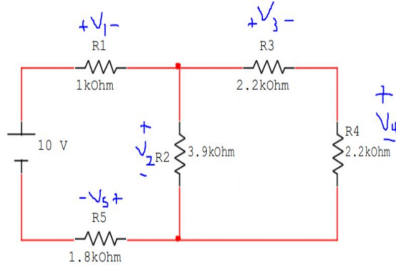 +V₁-
+V₃-
R1
R3
1kOhm
2.2kOhm
10 V
+
V₂
-
R2
3.9kOhm
+
V₄
-
R4
2.2kOhm
-V₅+
R5
1.8kOhm